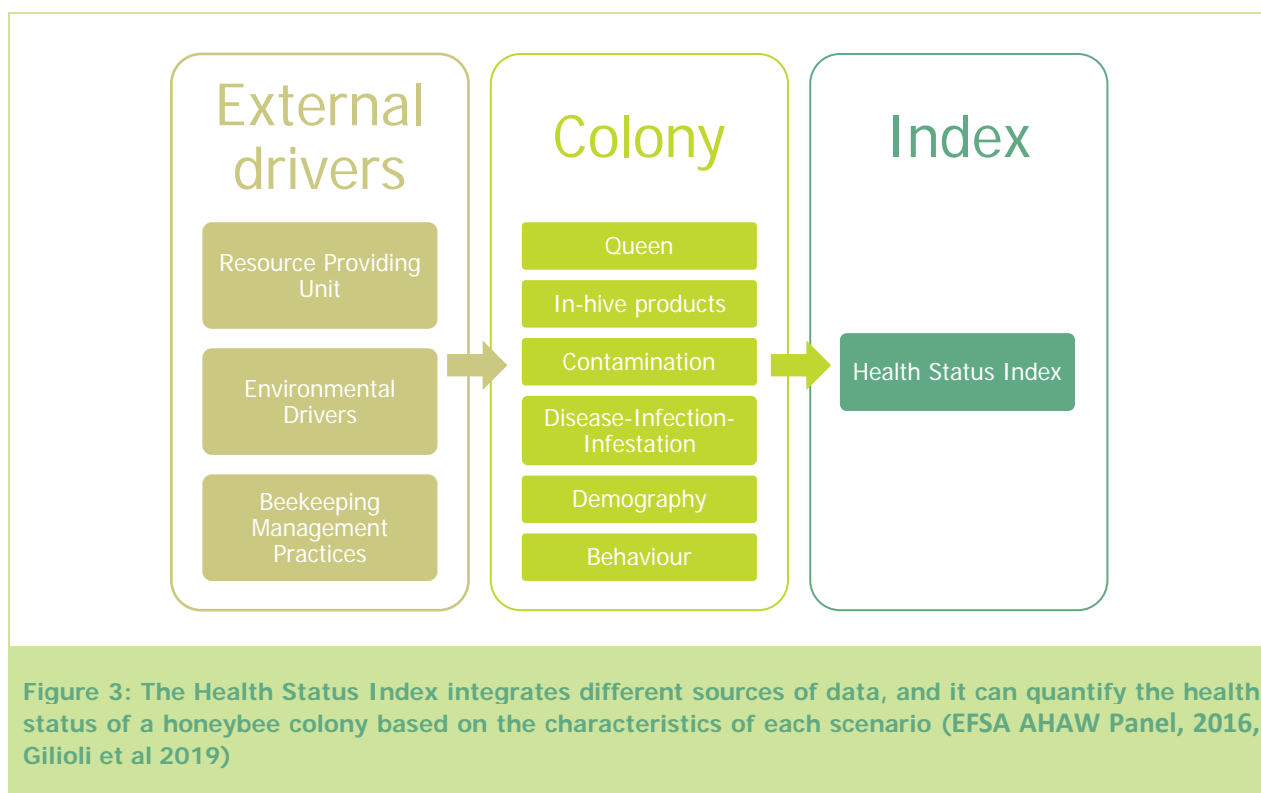 External
drivers
Resource Providing
Unit
Environmental
Drivers
Beekeeping
Management
Practices
Colony
Queen
In-hive products
Contamination
Disease-Infection-
Infestation
Demography
Behaviour
Index
Health Status Index
Figure 3: The Health Status Index integrates different sources of data, and it can quantify the health
status of a honeybee colony based on the characteristics of each scenario (EFSA AHAW Panel, 2016,
Gilioli et al 2019)